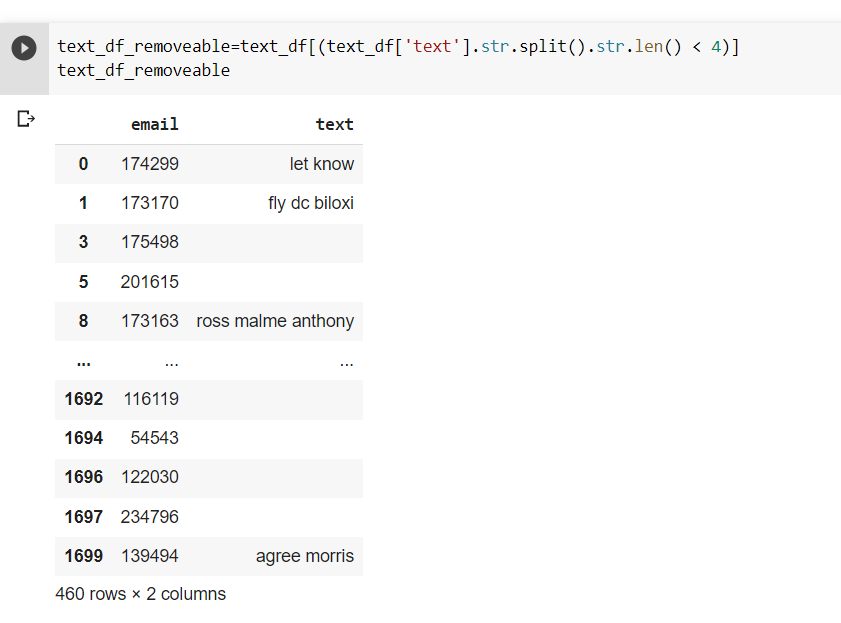 text_df_removeable=text_df[(text_df['text'].str.split().str.len() < 4)]
text_df_removeable
email text
0 174299 let know
1 173170 fly dc biloxi
3 175498
5 201615
8 173163 ross malme anthony
... ... ...
1692 116119
1694 54543
1696 122030
1697 234796
1699 139494 agree morris
460 rows × 2 columns